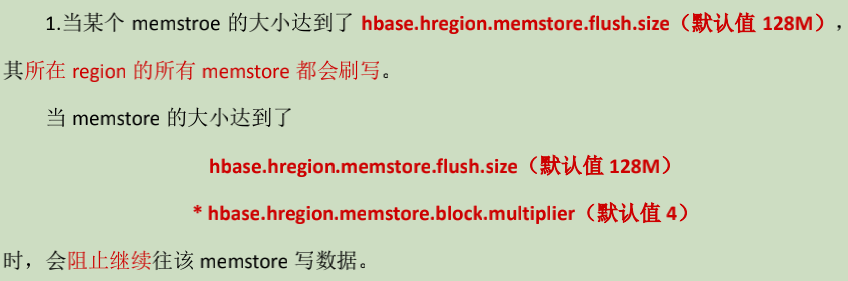 1.当某个 memstroe 的大小达到了 hbase.hregion.memstore.flush.size（默认值 128M），
其所在 region 的所有 memstore 都会刷写。
当 memstore 的大小达到了
hbase.hregion.memstore.flush.size（默认值 128M）
* hbase.hregion.memstore.block.multiplier（默认值 4）
时，会阻止继续往该 memstore 写数据。